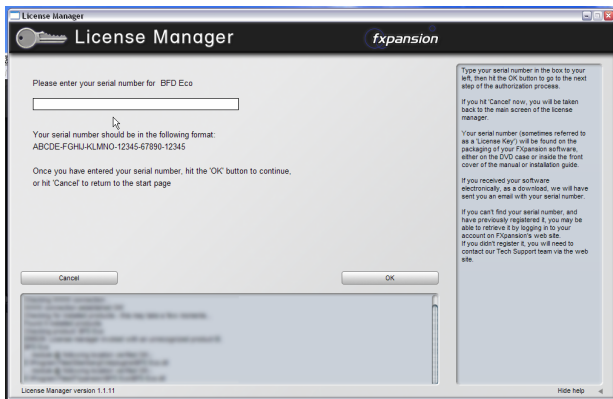 License Manager
License Manager
fxpansion
Please enter your serial number for BFD Eco
Your serial number should be in the following format:
ABCDE-FGHIJ-KLMNO-12345-67890-12345
Once you have entered your serial number, hit the 'OK' button to continue,
or hit 'Cancel' to return to the start page
Cancel
OK
Type your serial number in the box to your
left, then hit the OK button to go to the next
step of the authorization process.
If you hit 'Cancel' now, you will be taken
back to the main screen of the license
manager.
Your serial number (sometimes referred to
as a 'License Key') will be found on the
packaging of your FXpansion software,
either on the DVD case or inside the front
cover of the manual or installation guide.
If you received your software
electronically, as a download, we will have
sent you an email with your serial number.
If you can't find your serial number, and
have previously registered it, you may be
able to retrieve it by logging in to your
account on FXpansion's web site.
If you didn't register it, you will need to
contact our Tech Support team via the web
site.
License Manager version 1.1.11
Hide help